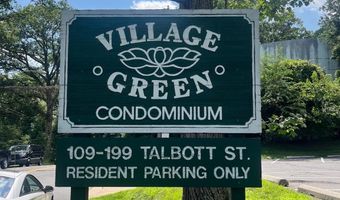 VILLAGE
GREEN
CONDOMINIUM
109-199 TALBOTT ST.
RESIDENT PARKING ONLY